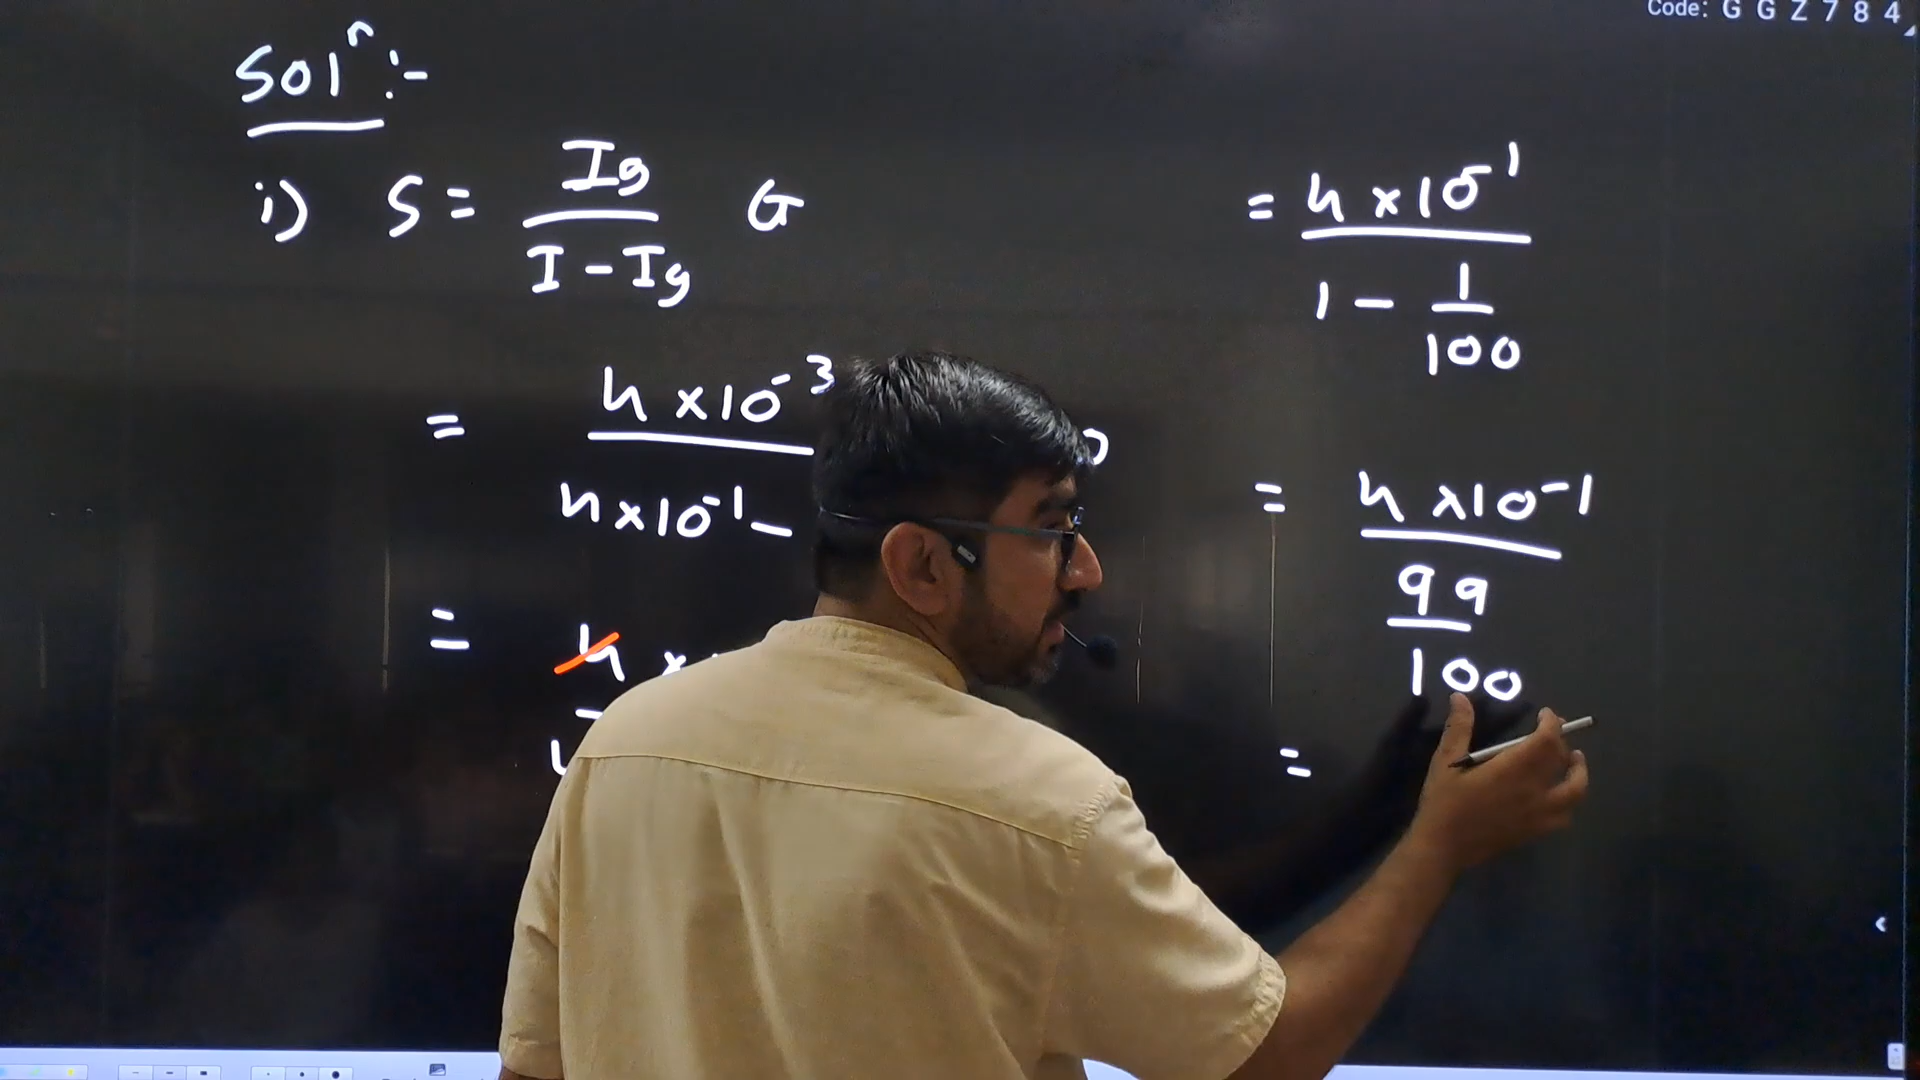 Code: G G Z 7 8 4
Solⁿ :-
i) S = Ig / I - Ig G
= 4 × 10⁻³
4 × 10⁻¹ -
= 4 ×
= 4 × 10⁻¹ / 1 - 1/100
= 4 × 10⁻¹ / 99/100
=